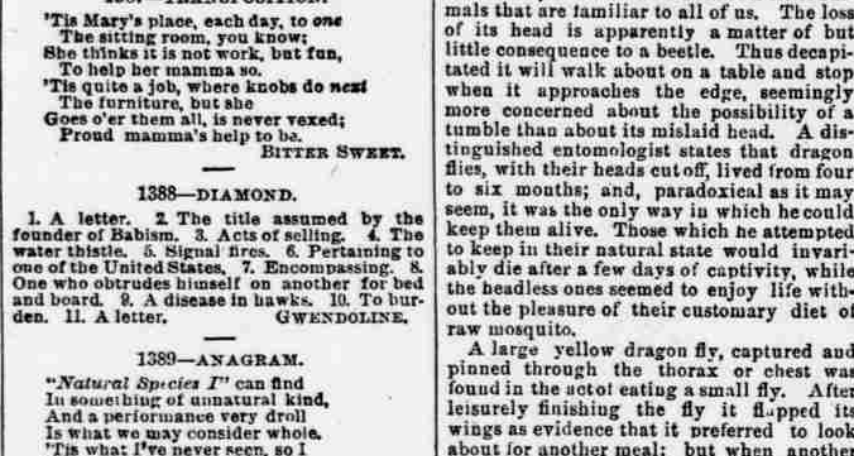 'Tis Mary's place, each day, to one
The sitting room, you know;
She thinks it is not work, but fun,
To help her mamma so.
'Tis quite a job, where knobs do next
The furniture, but she
Goes o'er them all, is never vexed;
Proud mamma's help to be.
BITTER SWEET.
1388—DIAMOND.
1. A letter. 2. The title assumed by the
founder of Babism. 3. Acts of selling. 4. The
water thistle. 5. Signal fires. 6. Pertaining to
one of the United States. 7. Encompassing. 8.
One who obtrudes himself on another for bed
and board. 9. A disease in hawks. 10. To bur-
den. 11. A letter. GWENDOLINE.
1389—ANAGRAM.
"Natural Species I" can find
In something of unnatural kind,
And a performance very droll
Is what we may consider whole.
'Tis what I've never seen, so I
mals that are familiar to all of us. The loss
of its head is apparently a matter of but
little consequence to a beetle. Thus decapi-
tated it will walk about on a table and stop
when it approaches the edge, seemingly
more concerned about the possibility of a
tumble than about its mislaid head. A dis-
tinguished entomologist states that dragon
flies, with their heads cut off, lived from four
to six months; and, paradoxical as it may
seem, it was the only way in which he could
keep them alive. Those which he attempted
to keep in their natural state would invari-
ably die after a few days of captivity, while
the headless ones seemed to enjoy life with-
out the pleasure of their customary diet of
raw mosquito.
A large yellow dragon fly, captured and
pinned through the thorax or chest was
found in the act of eating a small fly. After
leisurely finishing the fly it flapped its
wings as evidence that it preferred to look
about for another meal; but when another